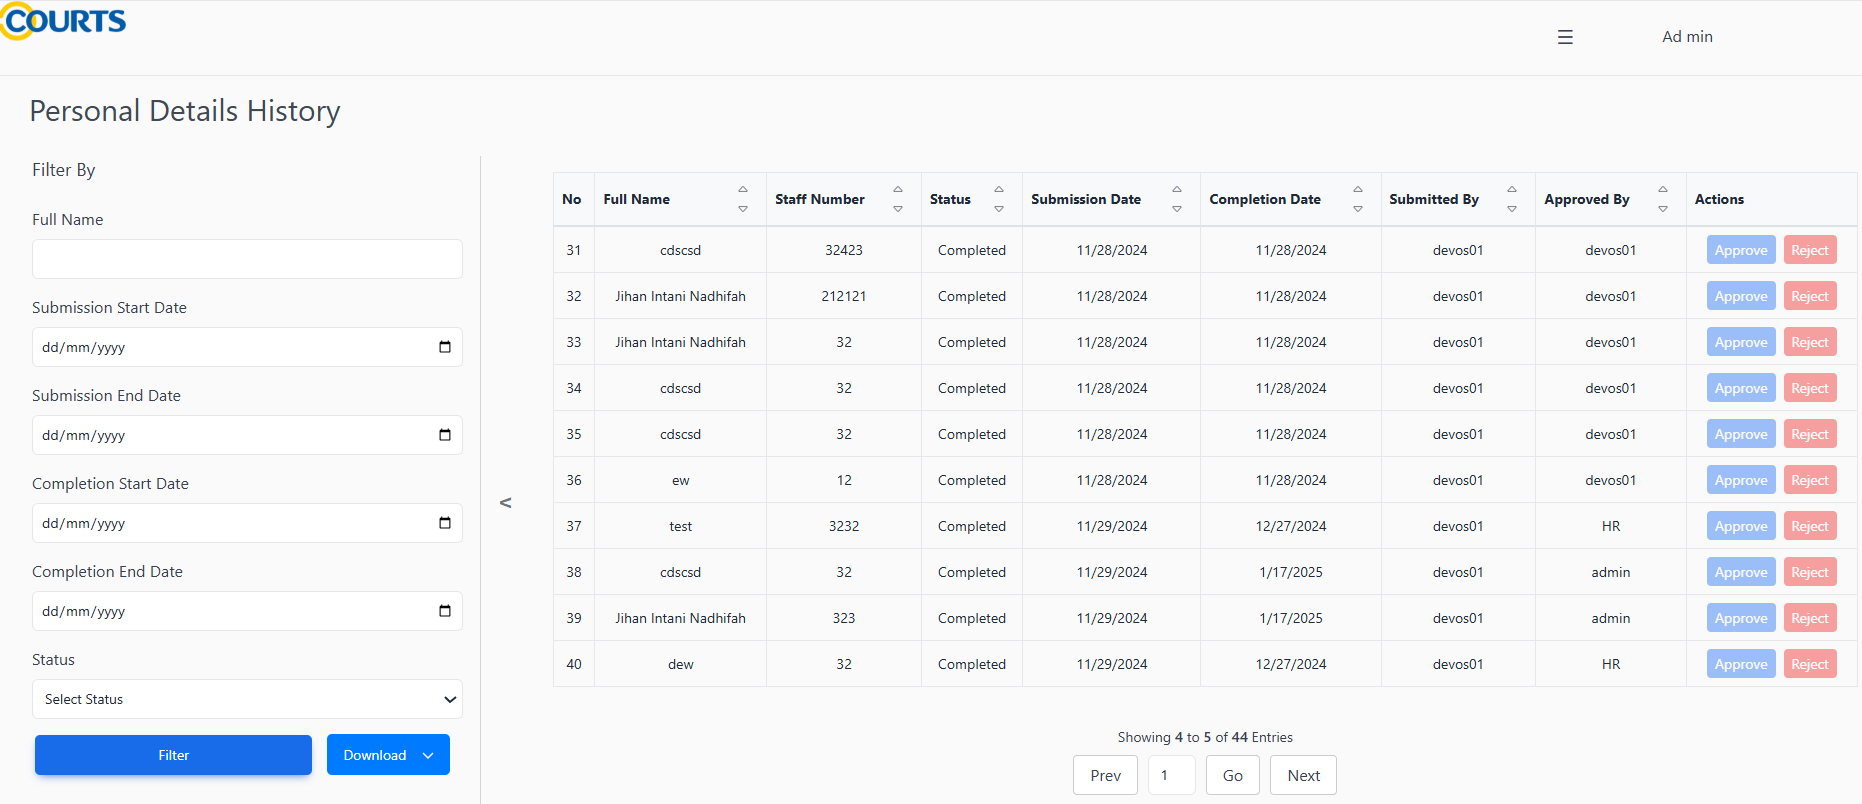 COURTS
☰ Ad min
Personal Details History
Filter By
Full Name
Submission Start Date
dd/mm/yyyy
Submission End Date
dd/mm/yyyy
Completion Start Date
dd/mm/yyyy
Completion End Date
dd/mm/yyyy
Status
Select Status
Filter Download
<
No Full Name Staff Number Status Submission Date Completion Date Submitted By Approved By Actions
31 cdscsd 32423 Completed 11/28/2024 11/28/2024 devos01 devos01 Approve Reject
32 Jihan Intani Nadhifah 212121 Completed 11/28/2024 11/28/2024 devos01 devos01 Approve Reject
33 Jihan Intani Nadhifah 32 Completed 11/28/2024 11/28/2024 devos01 devos01 Approve Reject
34 cdscsd 32 Completed 11/28/2024 11/28/2024 devos01 devos01 Approve Reject
35 cdscsd 32 Completed 11/28/2024 11/28/2024 devos01 devos01 Approve Reject
36 ew 12 Completed 11/28/2024 11/28/2024 devos01 devos01 Approve Reject
37 test 3232 Completed 11/29/2024 12/27/2024 devos01 HR Approve Reject
38 cdscsd 32 Completed 11/29/2024 1/17/2025 devos01 admin Approve Reject
39 Jihan Intani Nadhifah 323 Completed 11/29/2024 1/17/2025 devos01 admin Approve Reject
40 dew 32 Completed 11/29/2024 12/27/2024 devos01 HR Approve Reject
Showing 4 to 5 of 44 Entries
Prev 1 Go Next